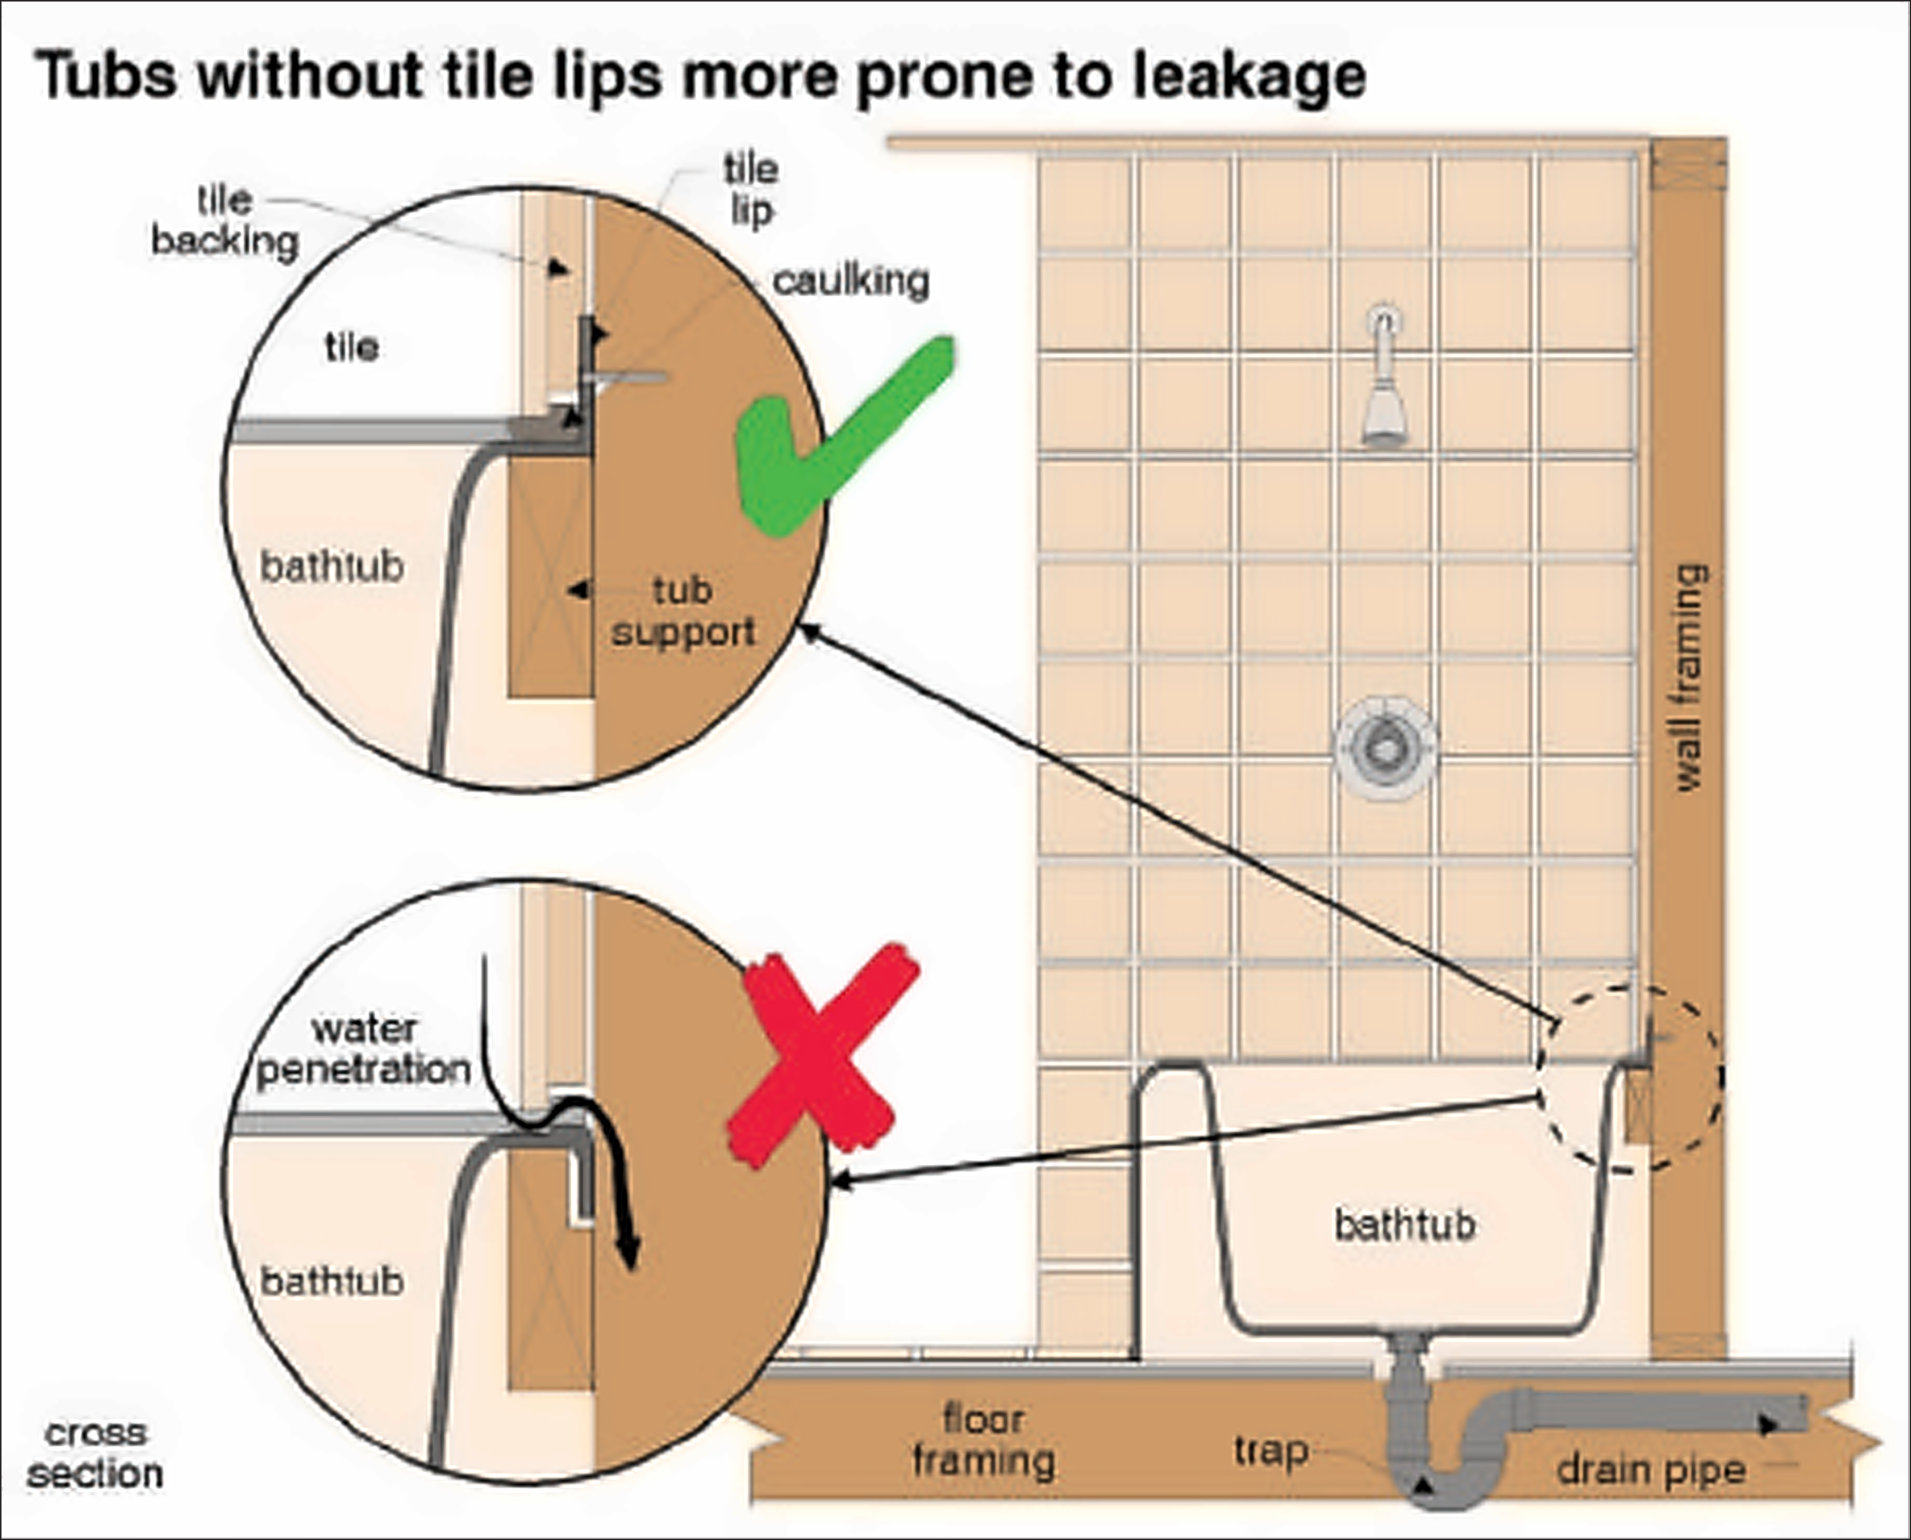 Tubs without tile lips more prone to leakage
tile
backing
tile
lip
caulking
tile
bathtub
tub
support
wall framing
water
penetration
bathtub
bathtub
cross
section
floor
framing
trap
drain pipe